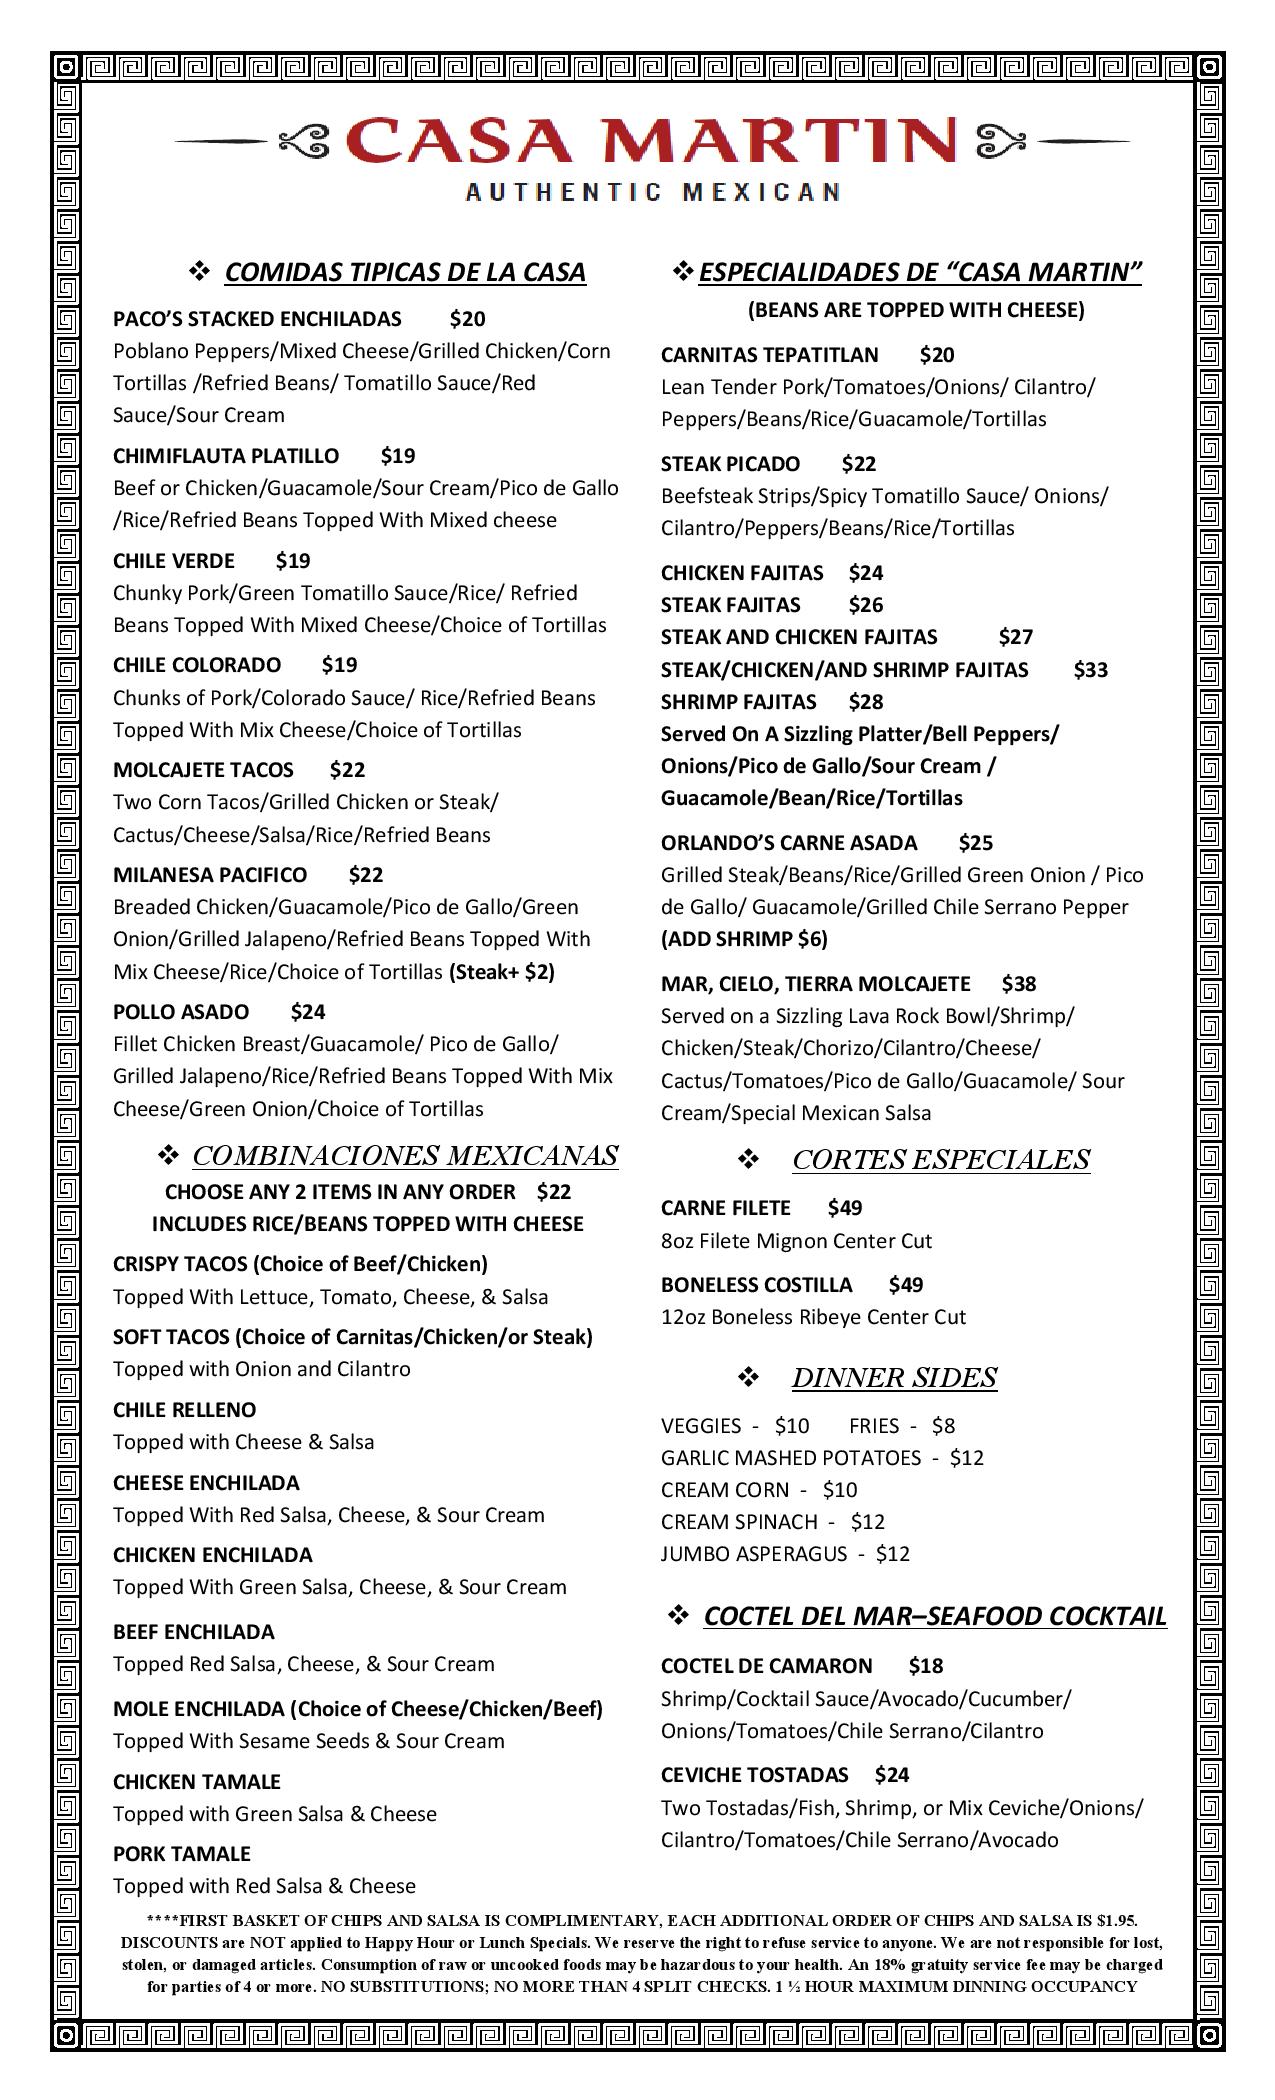 CASA MARTIN
AUTHENTIC MEXICAN
❖ COMIDAS TIPICAS DE LA CASA
PACO’S STACKED ENCHILADAS $20
Poblano Peppers/Mixed Cheese/Grilled Chicken/Corn
Tortillas /Refried Beans/ Tomatillo Sauce/Red
Sauce/Sour Cream
CHIMIFLAUTA PLATILLO $19
Beef or Chicken/Guacamole/Sour Cream/Pico de Gallo
/Rice/Refried Beans Topped With Mixed cheese
CHILE VERDE $19
Chunky Pork/Green Tomatillo Sauce/Rice/ Refried
Beans Topped With Mixed Cheese/Choice of Tortillas
CHILE COLORADO $19
Chunks of Pork/Colorado Sauce/ Rice/Refried Beans
Topped With Mix Cheese/Choice of Tortillas
MOLCAJETE TACOS $22
Two Corn Tacos/Grilled Chicken or Steak/
Cactus/Cheese/Salsa/Rice/Refried Beans
MILANESA PACIFICO $22
Breaded Chicken/Guacamole/Pico de Gallo/Green
Onion/Grilled Jalapeno/Refried Beans Topped With
Mix Cheese/Rice/Choice of Tortillas (Steak+ $2)
POLLO ASADO $24
Fillet Chicken Breast/Guacamole/ Pico de Gallo/
Grilled Jalapeno/Rice/Refried Beans Topped With Mix
Cheese/Green Onion/Choice of Tortillas
❖ COMBINACIONES MEXICANAS
CHOOSE ANY 2 ITEMS IN ANY ORDER $22
INCLUDES RICE/BEANS TOPPED WITH CHEESE
CRISPY TACOS (Choice of Beef/Chicken)
Topped With Lettuce, Tomato, Cheese, & Salsa
SOFT TACOS (Choice of Carnitas/Chicken/or Steak)
Topped with Onion and Cilantro
CHILE RELLENO
Topped with Cheese & Salsa
CHEESE ENCHILADA
Topped With Red Salsa, Cheese, & Sour Cream
CHICKEN ENCHILADA
Topped With Green Salsa, Cheese, & Sour Cream
BEEF ENCHILADA
Topped Red Salsa, Cheese, & Sour Cream
MOLE ENCHILADA (Choice of Cheese/Chicken/Beef)
Topped With Sesame Seeds & Sour Cream
CHICKEN TAMALE
Topped with Green Salsa & Cheese
PORK TAMALE
Topped with Red Salsa & Cheese
❖ ESPECIALIDADES DE “CASA MARTIN”
(BEANS ARE TOPPED WITH CHEESE)
CARNITAS TEPATITLAN $20
Lean Tender Pork/Tomatoes/Onions/ Cilantro/
Peppers/Beans/Rice/Guacamole/Tortillas
STEAK PICADO $22
Beefsteak Strips/Spicy Tomatillo Sauce/ Onions/
Cilantro/Peppers/Beans/Rice/Tortillas
CHICKEN FAJITAS $24
STEAK FAJITAS $26
STEAK AND CHICKEN FAJITAS $27
STEAK/CHICKEN/AND SHRIMP FAJITAS $33
SHRIMP FAJITAS $28
Served On A Sizzling Platter/Bell Peppers/
Onions/Pico de Gallo/Sour Cream /
Guacamole/Bean/Rice/Tortillas
ORLANDO’S CARNE ASADA $25
Grilled Steak/Beans/Rice/Grilled Green Onion / Pico
de Gallo/ Guacamole/Grilled Chile Serrano Pepper
(ADD SHRIMP $6)
MAR, CIELO, TIERRA MOLCAJETE $38
Served on a Sizzling Lava Rock Bowl/Shrimp/
Chicken/Steak/Chorizo/Cilantro/Cheese/
Cactus/Tomatoes/Pico de Gallo/Guacamole/ Sour
Cream/Special Mexican Salsa
❖ CORTES ESPECIALES
CARNE FILETE $49
8oz Filete Mignon Center Cut
BONELESS COSTILLA $49
12oz Boneless Ribeye Center Cut
❖ DINNER SIDES
VEGGIES - $10 FRIES - $8
GARLIC MASHED POTATOES - $12
CREAM CORN - $10
CREAM SPINACH - $12
JUMBO ASPERAGUS - $12
❖ COCTEL DEL MAR–SEAFOOD COCKTAIL
COCTEL DE CAMARON $18
Shrimp/Cocktail Sauce/Avocado/Cucumber/
Onions/Tomatoes/Chile Serrano/Cilantro
CEVICHE TOSTADAS $24
Two Tostadas/Fish, Shrimp, or Mix Ceviche/Onions/
Cilantro/Tomatoes/Chile Serrano/Avocado
****FIRST BASKET OF CHIPS AND SALSA IS COMPLIMENTARY, EACH ADDITIONAL ORDER OF CHIPS AND SALSA IS $1.95.
DISCOUNTS are NOT applied to Happy Hour or Lunch Specials. We reserve the right to refuse service to anyone. We are not responsible for lost,
stolen, or damaged articles. Consumption of raw or uncooked foods may be hazardous to your health. An 18% gratuity service fee may be charged
for parties of 4 or more. NO SUBSTITUTIONS; NO MORE THAN 4 SPLIT CHECKS. 1 ½ HOUR MAXIMUM DINNING OCCUPANCY